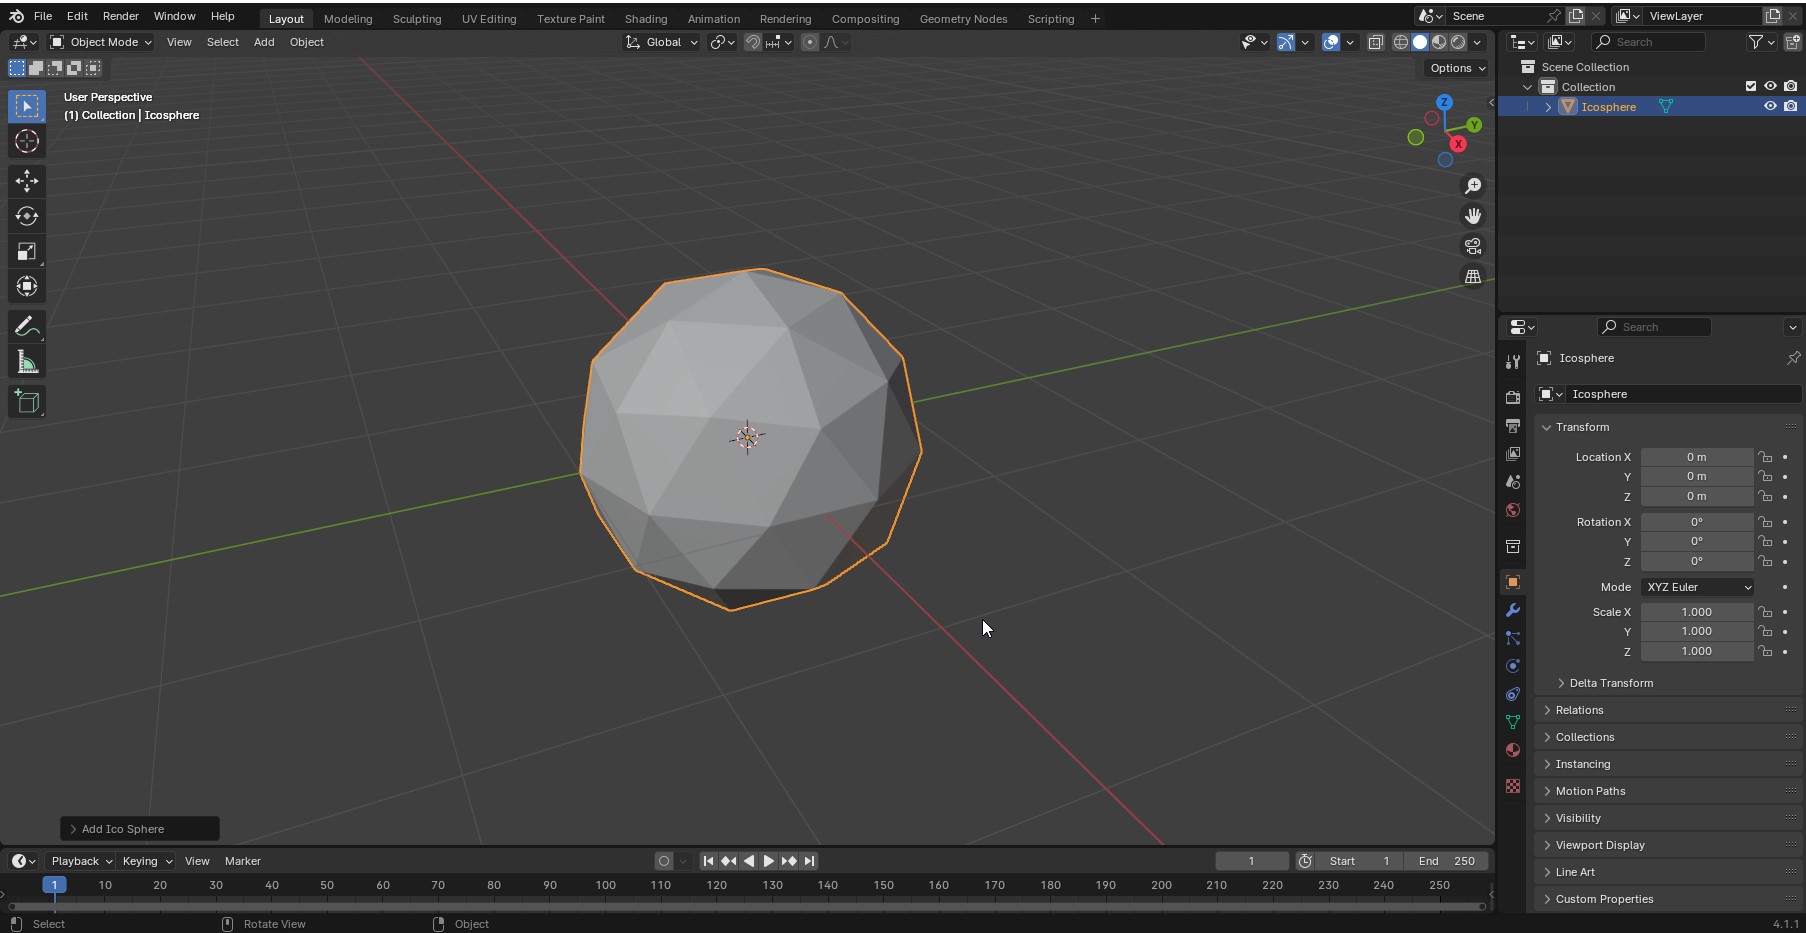 File Edit Render Window Help Layout Modeling Sculpting UV Editing Texture Paint Shading Animation Rendering Compositing Geometry Nodes Scripting + Scene ViewLayer
Object Mode View Select Add Object Global Search
Options
User Perspective
(1) Collection | Icosphere
Z
Y
X
Scene Collection
Collection
Icosphere
Search
Icosphere
Icosphere
Transform
Location X 0 m
Y 0 m
Z 0 m
Rotation X 0°
Y 0°
Z 0°
Mode XYZ Euler
Scale X 1.000
Y 1.000
Z 1.000
Delta Transform
Relations
Collections
Instancing
Motion Paths
Visibility
Viewport Display
Line Art
Custom Properties
Add Ico Sphere
Playback Keying View Marker 1 Start 1 End 250
1 10 20 30 40 50 60 70 80 90 100 110 120 130 140 150 160 170 180 190 200 210 220 230 240 250
Select Rotate View Object 4.1.1